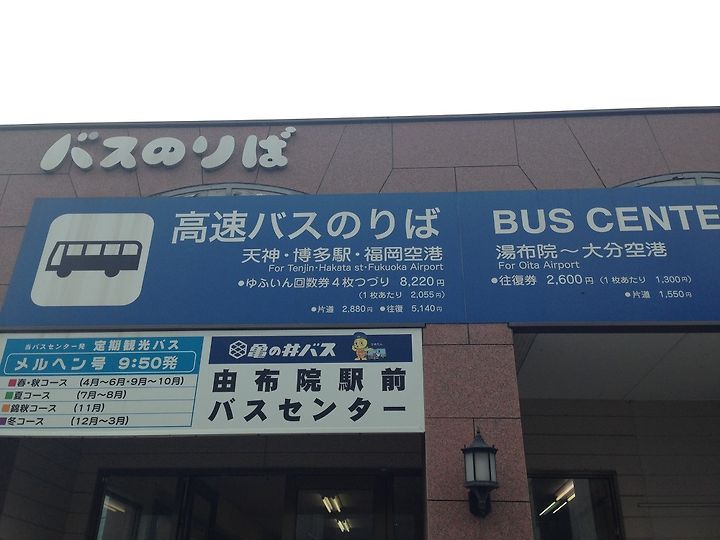 バスのりば
高速バスのりば
天神・博多駅・福岡空港
For Tenjin・Hakata st・Fukuoka Airport
●ゆふいん回数券4枚つづり 8,220円
(1枚あたり 2,055円)
●片道 2,880円 ●往復 5,140円
BUS CENTE
湯布院〜大分空港
For Oita Airport
●往復券 2,600円 (1枚あたり 1,300円)
●片道 1,550円
当バスセンター発 定期観光バス
メルヘン号 9:50発
春・秋コース (4月〜6月・9月〜10月)
夏コース (7月〜8月)
錦秋コース (11月)
冬コース (12月〜3月)
亀の井バス
由布院駅前
バスセンター